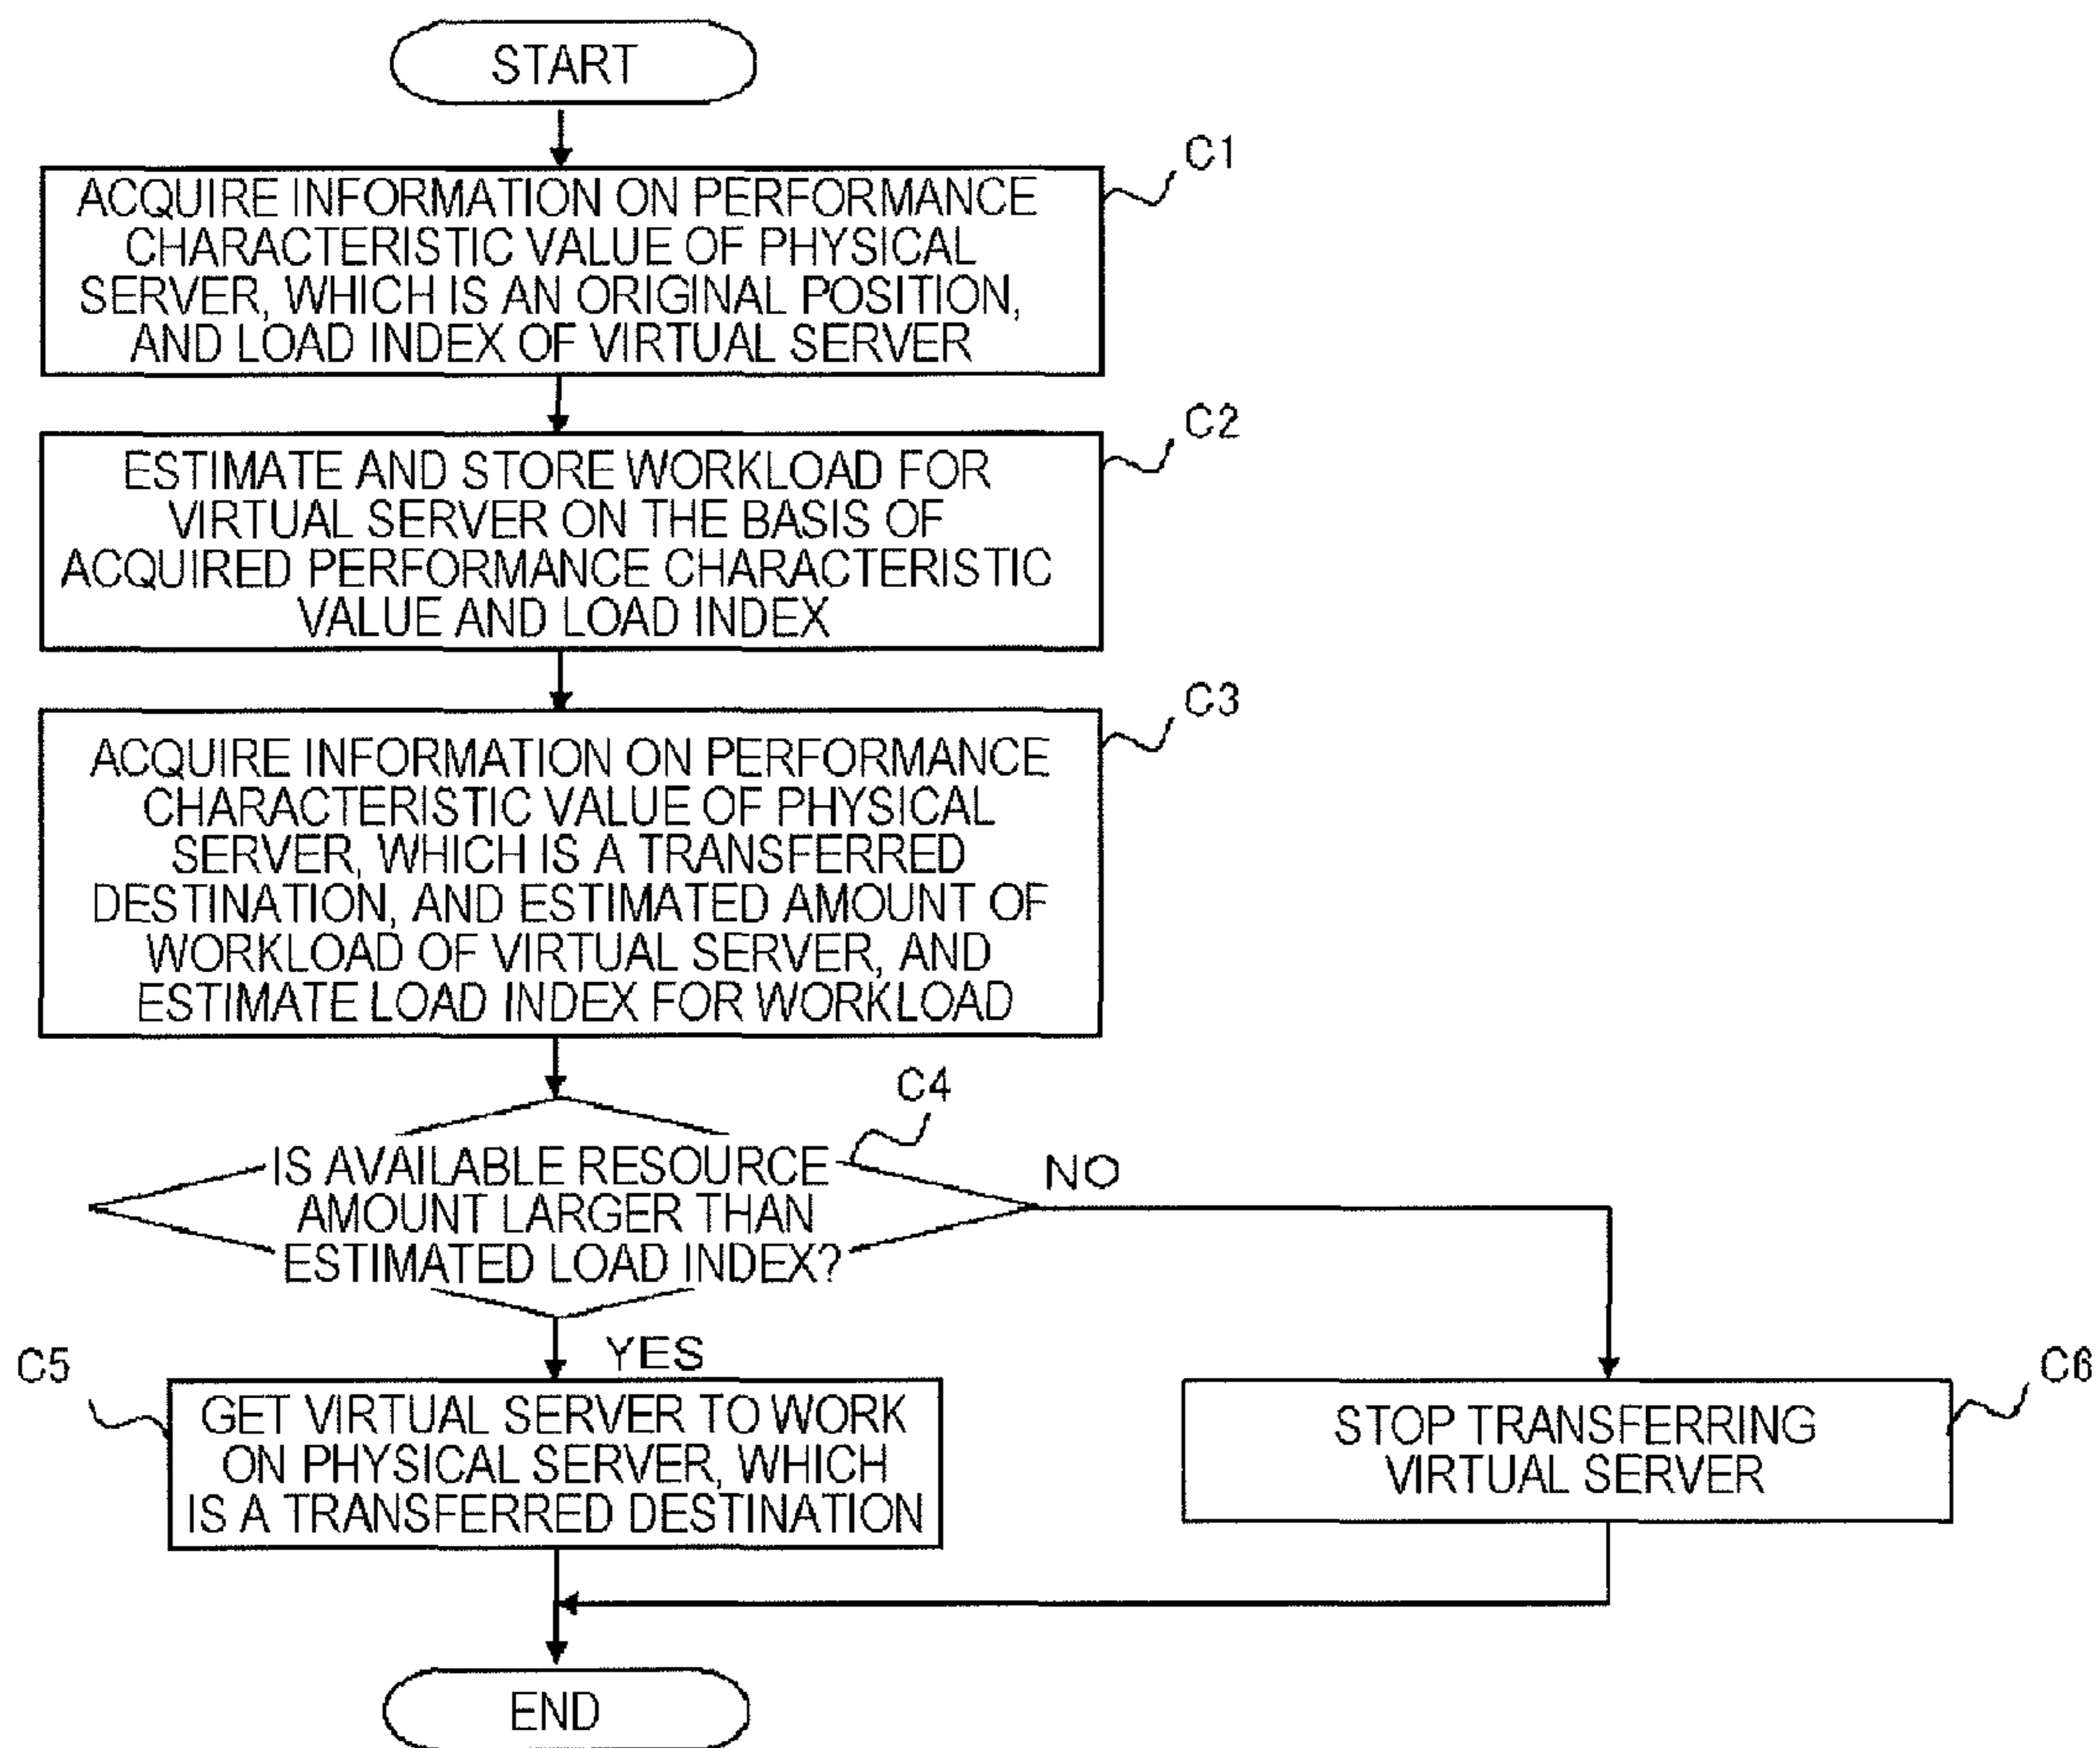 START
C1
ACQUIRE INFORMATION ON PERFORMANCE
CHARACTERISTIC VALUE OF PHYSICAL
SERVER, WHICH IS AN ORIGINAL POSITION,
AND LOAD INDEX OF VIRTUAL SERVER
C2
ESTIMATE AND STORE WORKLOAD FOR
VIRTUAL SERVER ON THE BASIS OF
ACQUIRED PERFORMANCE CHARACTERISTIC
VALUE AND LOAD INDEX
C3
ACQUIRE INFORMATION ON PERFORMANCE
CHARACTERISTIC VALUE OF PHYSICAL
SERVER, WHICH IS A TRANSFERRED
DESTINATION, AND ESTIMATED AMOUNT OF
WORKLOAD OF VIRTUAL SERVER, AND
ESTIMATE LOAD INDEX FOR WORKLOAD
C4
IS AVAILABLE RESOURCE
AMOUNT LARGER THAN
ESTIMATED LOAD INDEX?
NO
YES
C5
GET VIRTUAL SERVER TO WORK
ON PHYSICAL SERVER, WHICH
IS A TRANSFERRED DESTINATION
C6
STOP TRANSFERRING
VIRTUAL SERVER
END